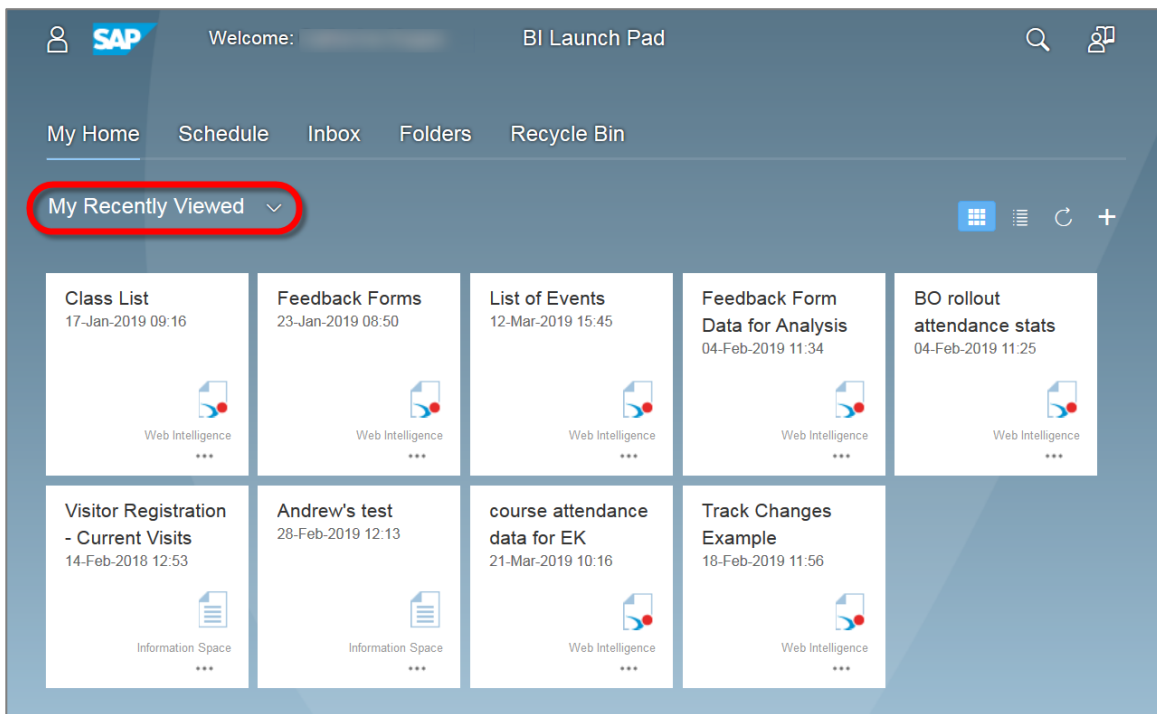 SAP Welcome: BI Launch Pad
My Home Schedule Inbox Folders Recycle Bin
My Recently Viewed
Class List
17-Jan-2019 09:16
Web Intelligence
Feedback Forms
23-Jan-2019 08:50
Web Intelligence
List of Events
12-Mar-2019 15:45
Web Intelligence
Feedback Form
Data for Analysis
04-Feb-2019 11:34
Web Intelligence
BO rollout
attendance stats
04-Feb-2019 11:25
Web Intelligence
Visitor Registration
- Current Visits
14-Feb-2018 12:53
Information Space
Andrew's test
28-Feb-2019 12:13
Information Space
course attendance
data for EK
21-Mar-2019 10:16
Web Intelligence
Track Changes
Example
18-Feb-2019 11:56
Web Intelligence